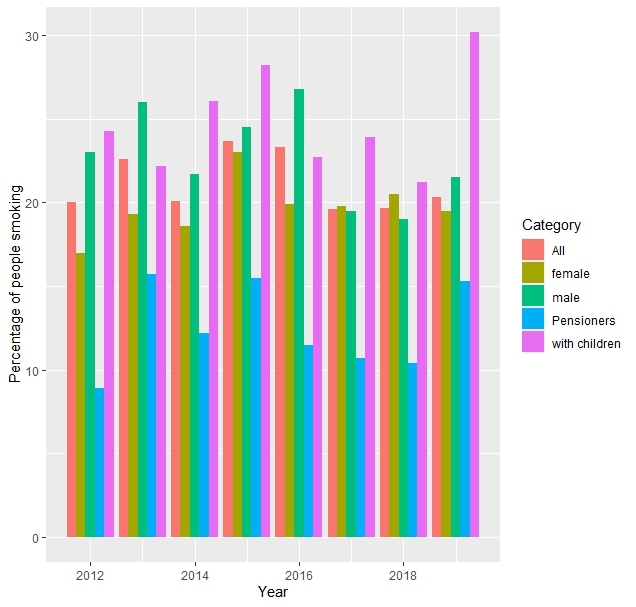 Percentage of people smoking
30
20
10
0
2012 2014 2016 2018
Year
Category
All
female
male
Pensioners
with children